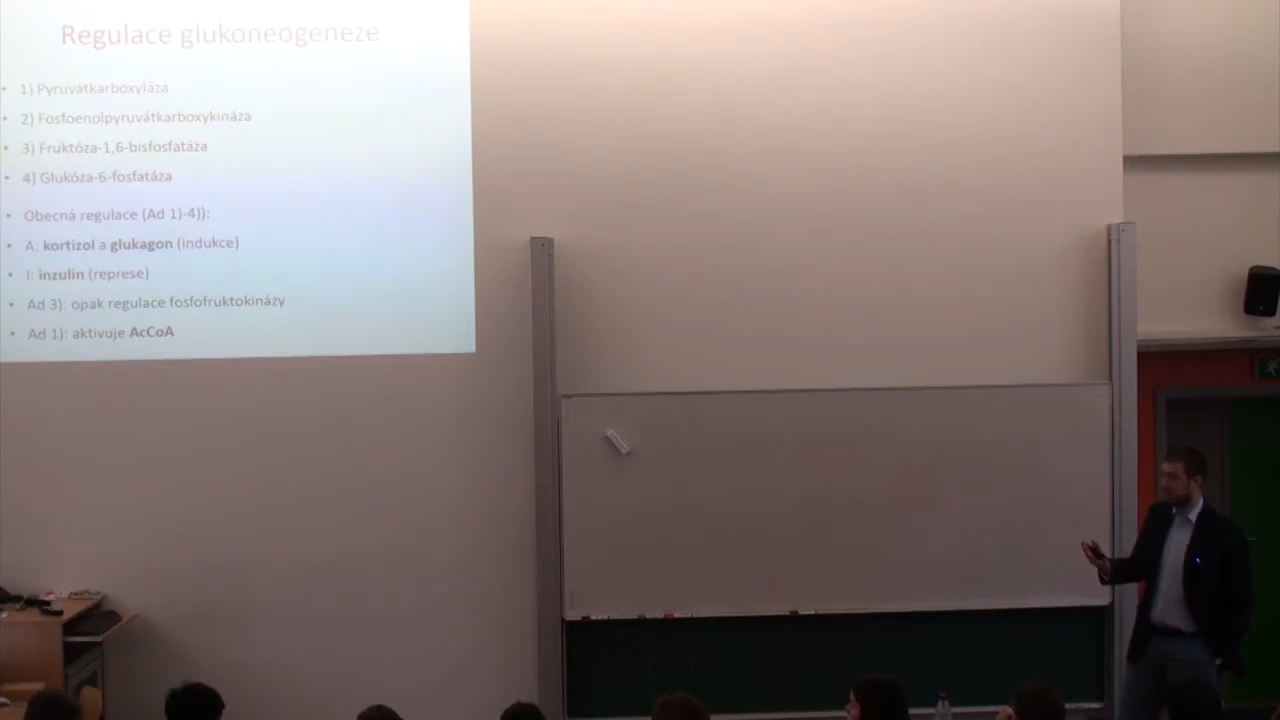 Regulace glukoneogeneze
• 1) Pyruvátkarboxyláza
• 2) Fosfoenolpyruvátkarboxykináza
• 3) Fruktóza-1,6-bisfosfatáza
• 4) Glukóza-6-fosfatáza
• Obecná regulace (Ad 1)-4)):
• A: kortizol a glukagon (indukce)
• I: inzulin (represe)
• Ad 3): opak regulace fosfofruktokinázy
• Ad 1): aktivuje AcCoA